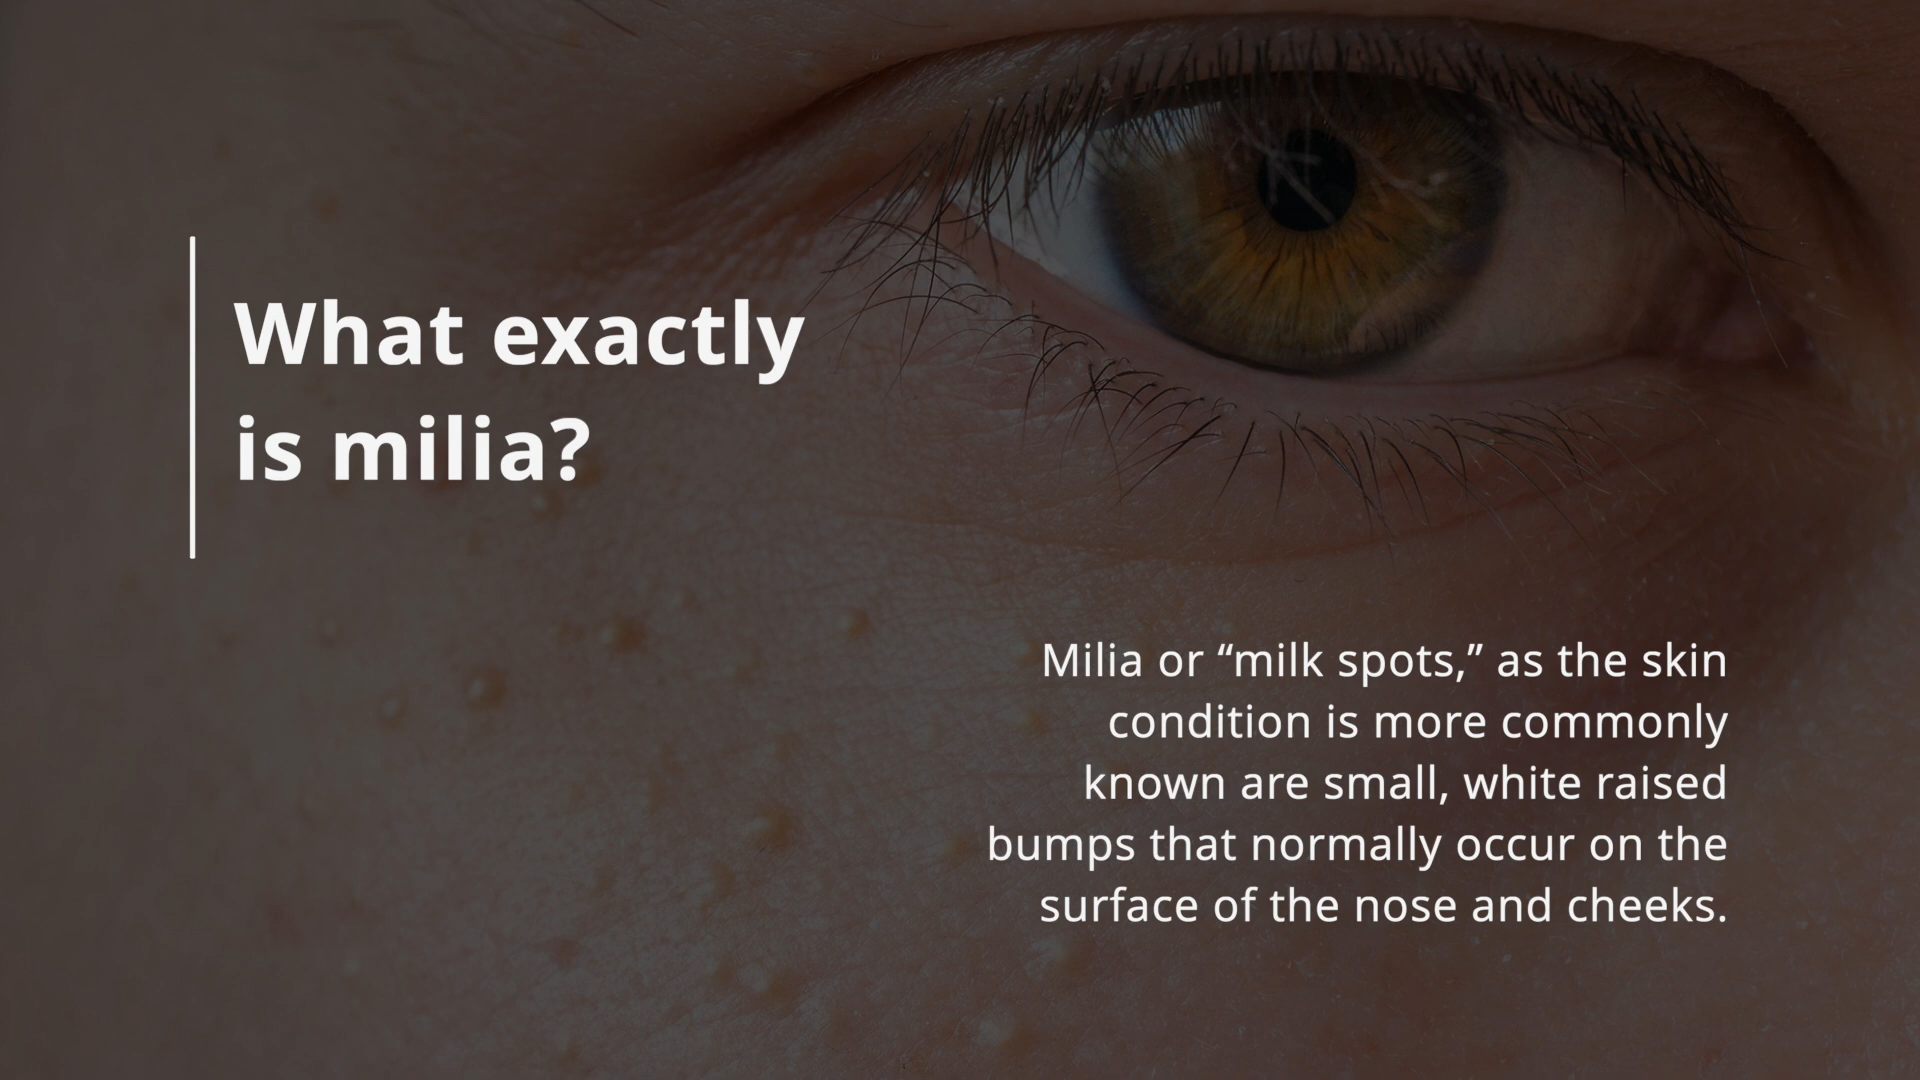 What exactly
is milia?
Milia or “milk spots,” as the skin
condition is more commonly
known are small, white raised
bumps that normally occur on the
surface of the nose and cheeks.